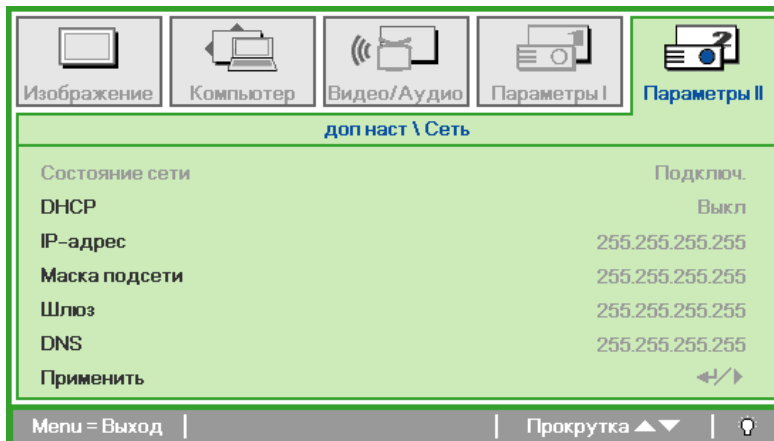 Изображение
Компьютер
Видео/Аудио
Параметры I
Параметры II
доп наст \ Сеть
Состояние сети Подключ.
DHCP Выкл
IP-адрес 255.255.255.255
Маска подсети 255.255.255.255
Шлюз 255.255.255.255
DNS 255.255.255.255
Применить
Menu = Выход | | Прокрутка ▲▼ |